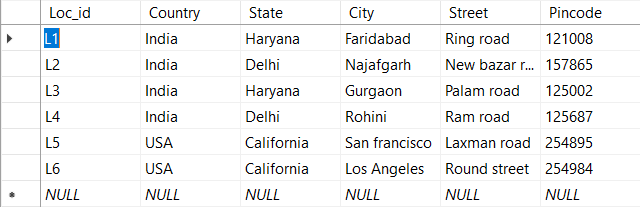 Loc_id Country State City Street Pincode
L1 India Haryana Faridabad Ring road 121008
L2 India Delhi Najafgarh New bazar r... 157865
L3 India Haryana Gurgaon Palam road 125002
L4 India Delhi Rohini Ram road 125687
L5 USA California San francisco Laxman road 254895
L6 USA California Los Angeles Round street 254984
NULL NULL NULL NULL NULL NULL